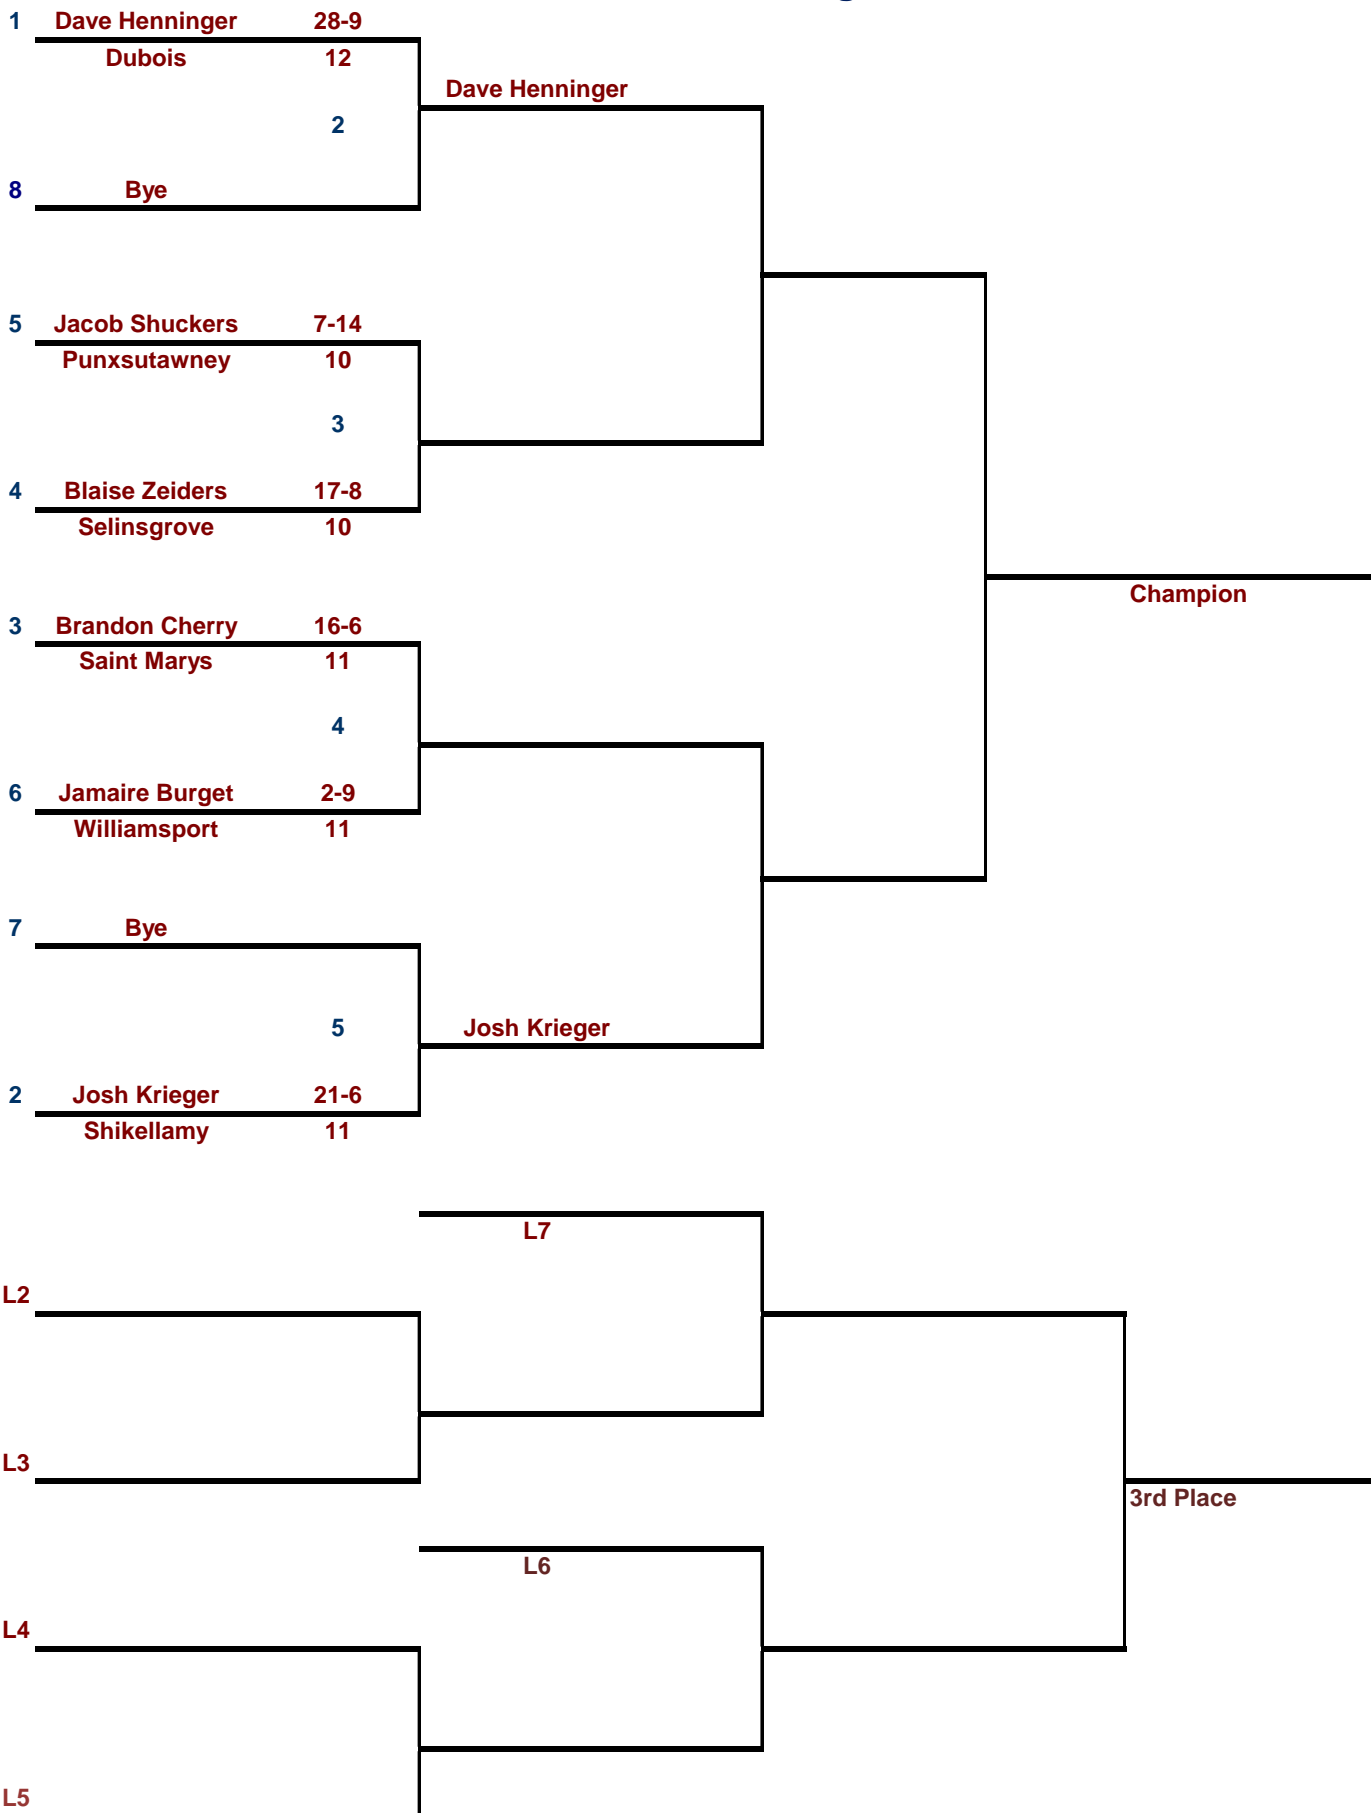 1 Dave Henninger 28-9
Dubois 12
Dave Henninger
2
8 Bye
5 Jacob Shuckers 7-14
Punxsutawney 10
3
4 Blaise Zeiders 17-8
Selinsgrove 10
Champion
3 Brandon Cherry 16-6
Saint Marys 11
4
6 Jamaire Burget 2-9
Williamsport 11
7 Bye
5 Josh Krieger
2 Josh Krieger 21-6
Shikellamy 11
L7
L2
L3
3rd Place
L6
L4
L5